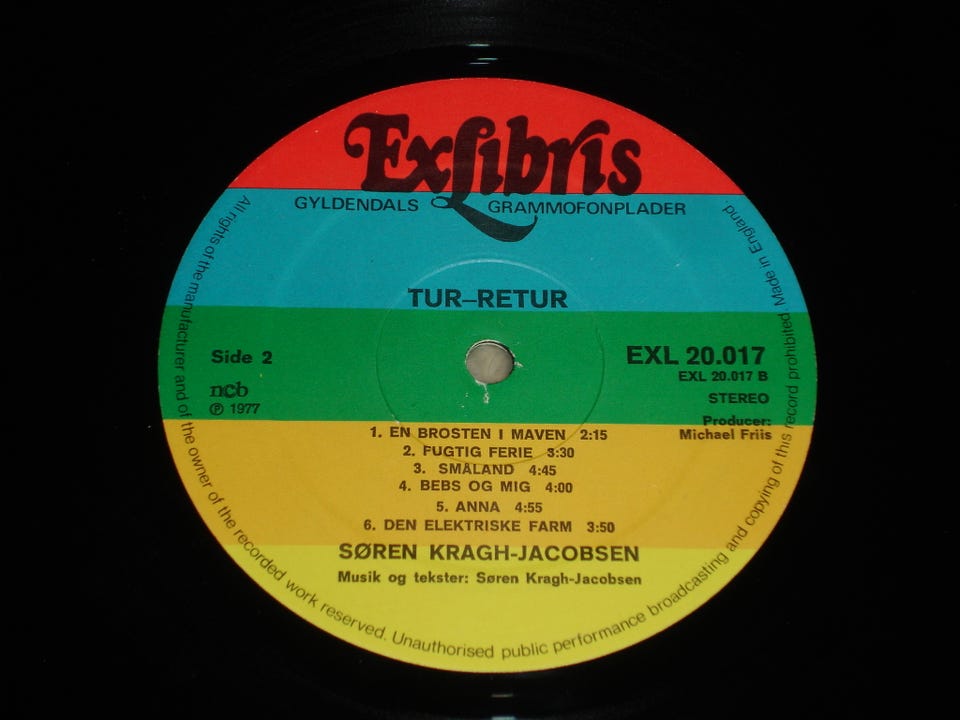 ExLibris
GYLDENDALS GRAMMOFONPLADER
TUR-RETUR
Side 2
ncb
℗ 1977
EXL 20.017
EXL 20.017 B
STEREO
Producer:
Michael Friis
1. EN BROSTEN I MAVEN 2:15
2. FUGTIG FERIE 3:30
3. SMÅLAND 4:45
4. BEBS OG MIG 4:00
5. ANNA 4:55
6. DEN ELEKTRISKE FARM 3:50
SØREN KRAGH-JACOBSEN
Musik og tekster: Søren Kragh-Jacobsen
All rights of the manufacturer and of the owner of the recorded work reserved. Unauthorised public performance broadcasting and copying of this record prohibited. Made in England.